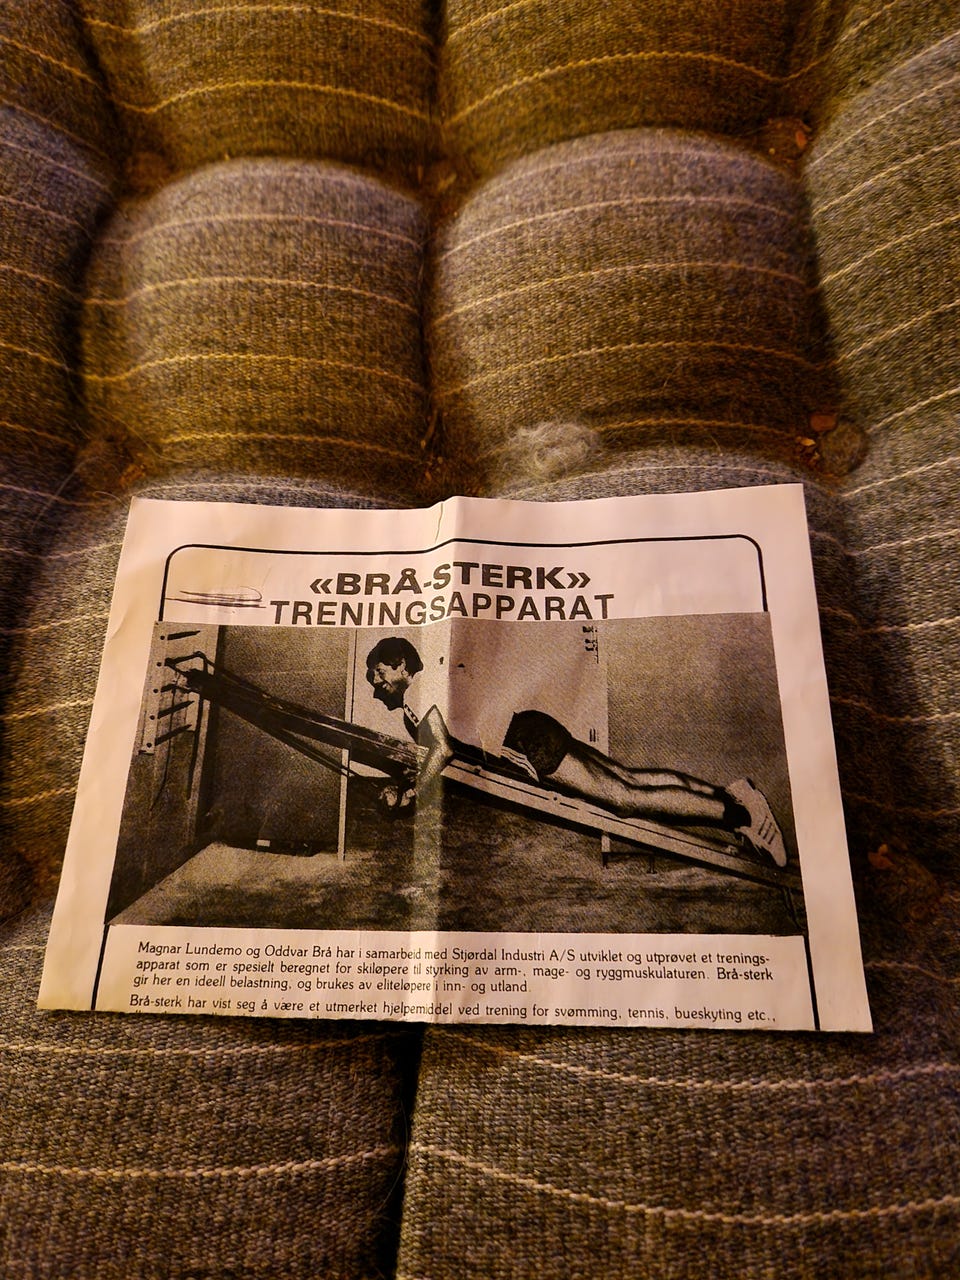 «BRÅ-STERK»
TRENINGSAPPARAT
Magnar Lundemo og Oddvar Brå har i samarbeid med Stjørdal Industri A/S utviklet og utprøvet et trenings-
apparat som er spesielt beregnet for skiløpere til styrking av arm-, mage- og ryggmuskulaturen. Brå-sterk
gir her en ideell belastning, og brukes av eliteløpere i inn- og utland.
Brå-sterk har vist seg å være et utmerket hjelpemiddel ved trening for svømming, tennis, bueskyting etc.,